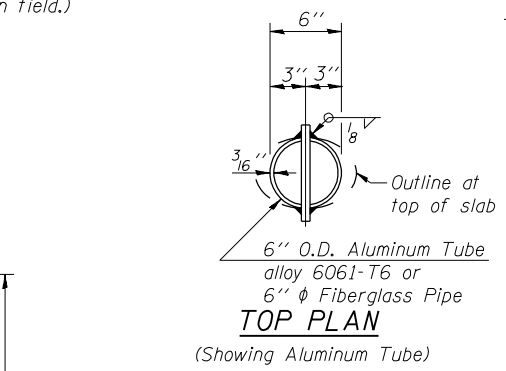 n field.)
6"
3" 3"
1/8
3/16"
Outline at
top of slab
6" O.D. Aluminum Tube
alloy 6061-T6 or
6" ϕ Fiberglass Pipe
TOP PLAN
(Showing Aluminum Tube)